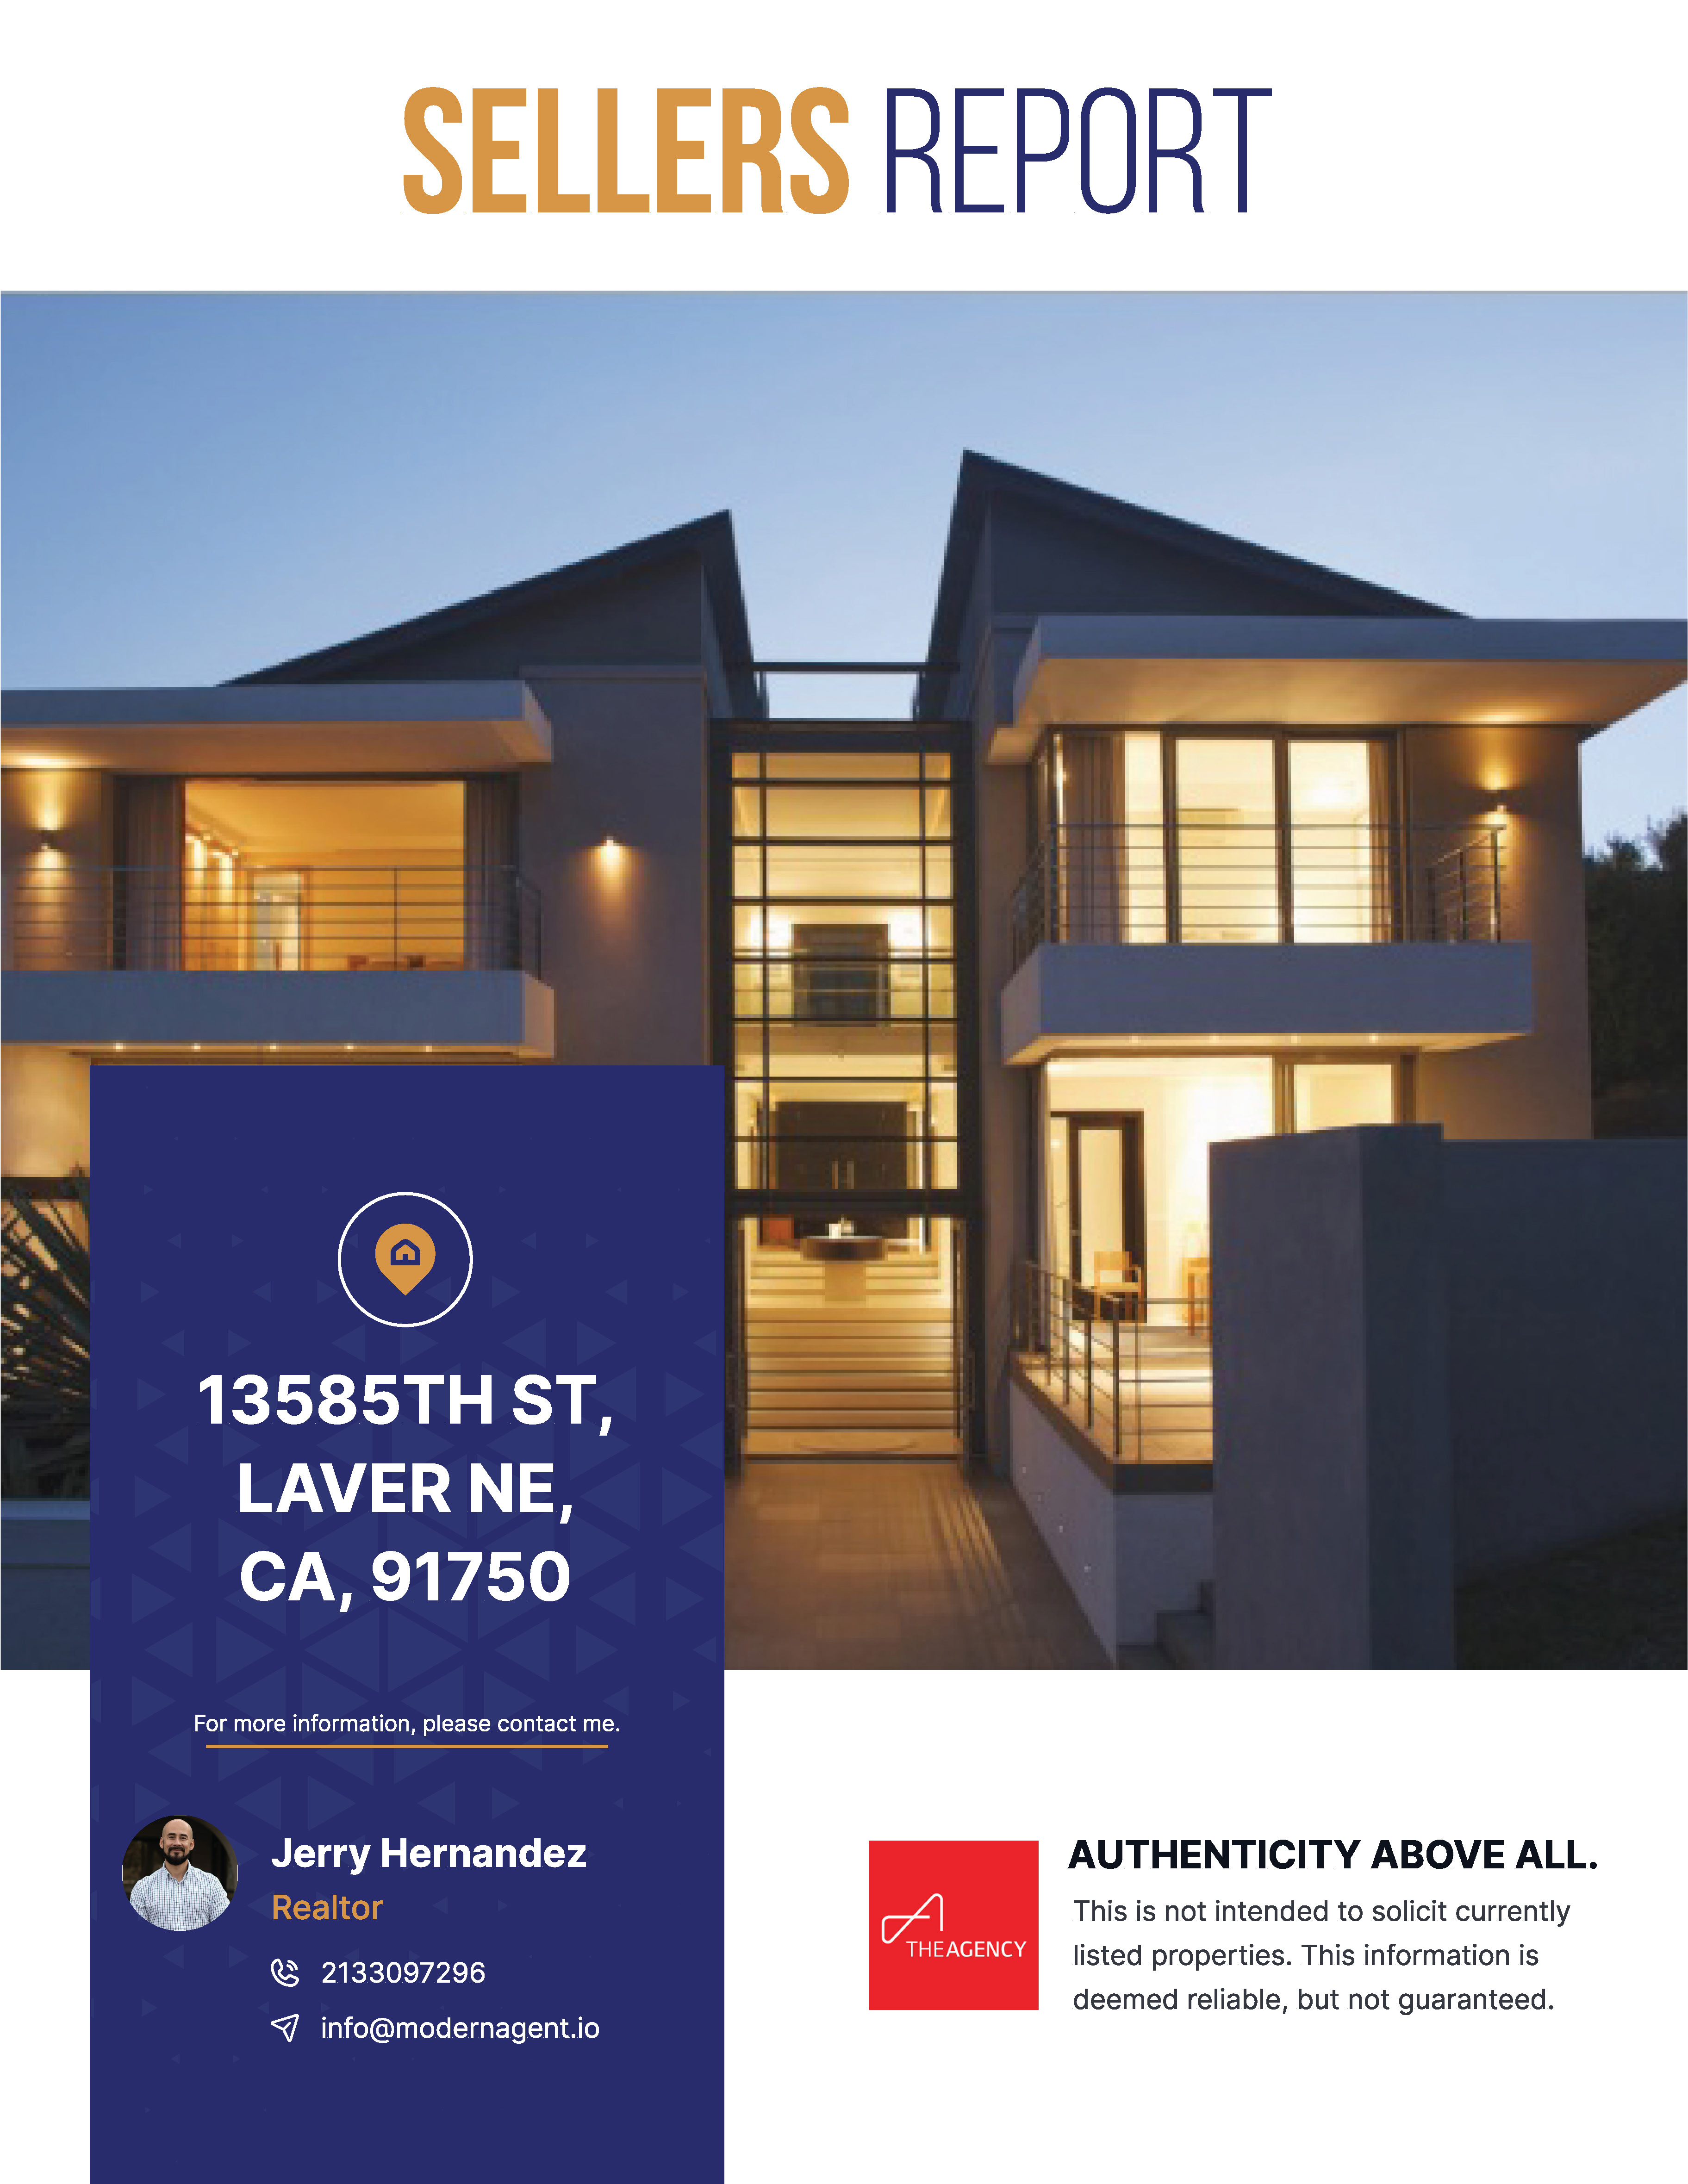 SELLERS REPORT
13585TH ST,
LAVER NE,
CA, 91750
For more information, please contact me.
Jerry Hernandez
Realtor
2133097296
info@modernagent.io
THEAGENCY
AUTHENTICITY ABOVE ALL.
This is not intended to solicit currently
listed properties. This information is
deemed reliable, but not guaranteed.